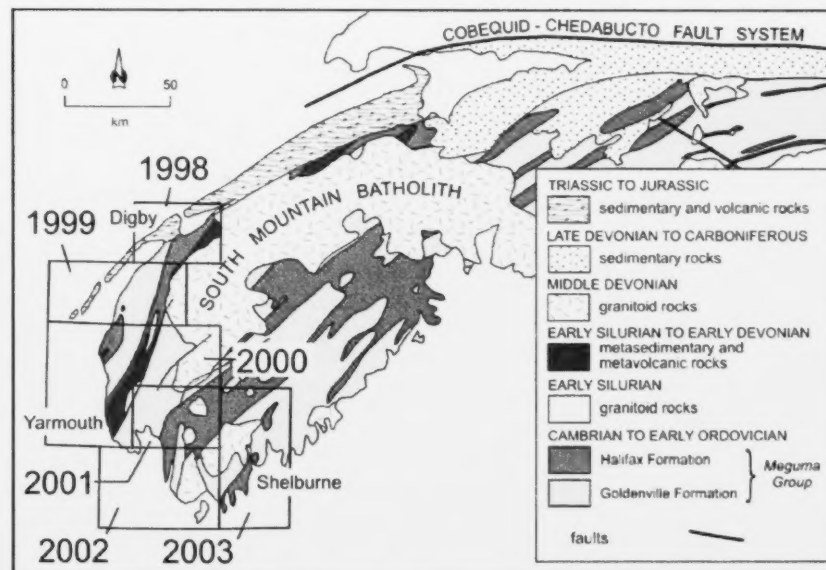 COBEQUID - CHEDABUCTO FAULT SYSTEM
0 50
km
1998
Digby
1999
SOUTH MOUNTAIN BATHOLITH
2000
Yarmouth
2001
Shelburne
2002
2003
TRIASSIC TO JURASSIC
sedimentary and volcanic rocks
LATE DEVONIAN TO CARBONIFEROUS
sedimentary rocks
MIDDLE DEVONIAN
granitoid rocks
EARLY SILURIAN TO EARLY DEVONIAN
metasedimentary and
metavolcanic rocks
EARLY SILURIAN
granitoid rocks
CAMBRIAN TO EARLY ORDOVICIAN
Halifax Formation
Goldenville Formation
Meguma
Group
faults